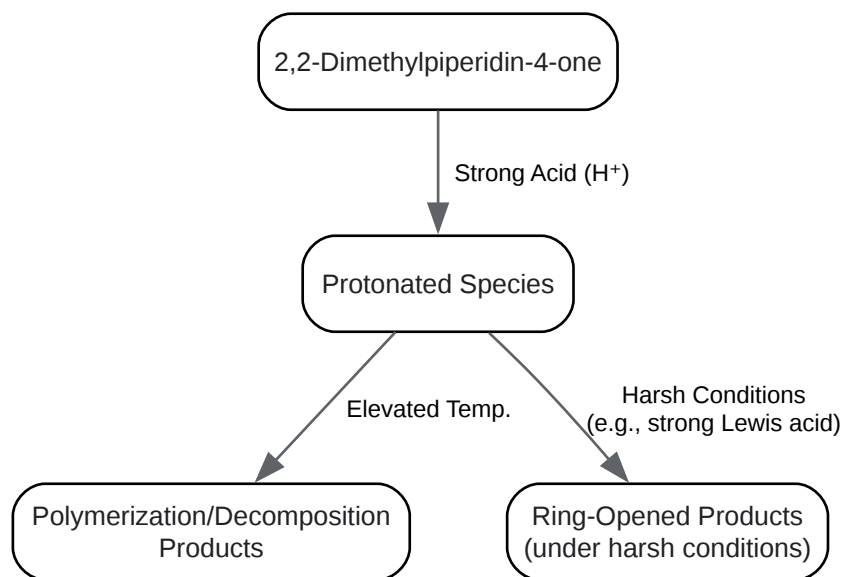 2,2-Dimethylpiperidin-4-one
Strong Acid (H⁺)
Protonated Species
Elevated Temp.
Harsh Conditions
(e.g., strong Lewis acid)
Polymerization/Decomposition
Products
Ring-Opened Products
(under harsh conditions)